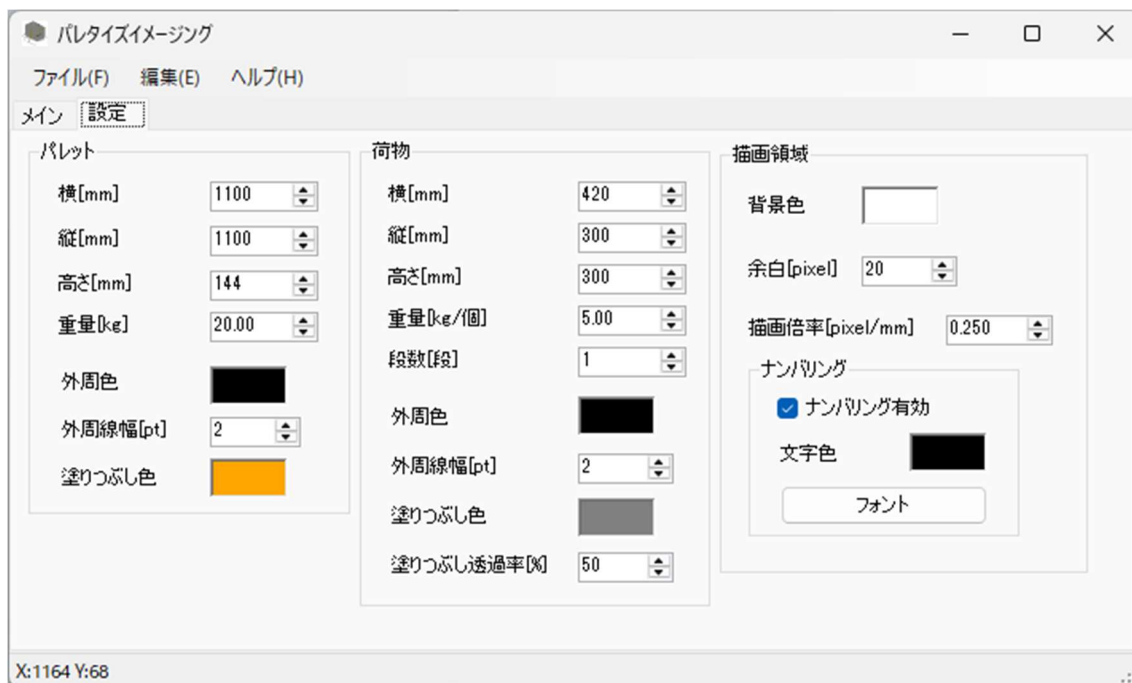 パレタイズイメージング
ファイル(F) 編集(E) ヘルプ(H)
メイン 設定
パレット
横[mm] 1100
縦[mm] 1100
高さ[mm] 144
重量[kg] 20.00
外周色
外周線幅[pt] 2
塗りつぶし色
荷物
横[mm] 420
縦[mm] 300
高さ[mm] 300
重量[kg/個] 5.00
段数[段] 1
外周色
外周線幅[pt] 2
塗りつぶし色
塗りつぶし透過率[%] 50
描画領域
背景色
余白[pixel] 20
描画倍率[pixel/mm] 0.250
ナンバリング
ナンバリング有効
文字色
フォント
X:1164 Y:68